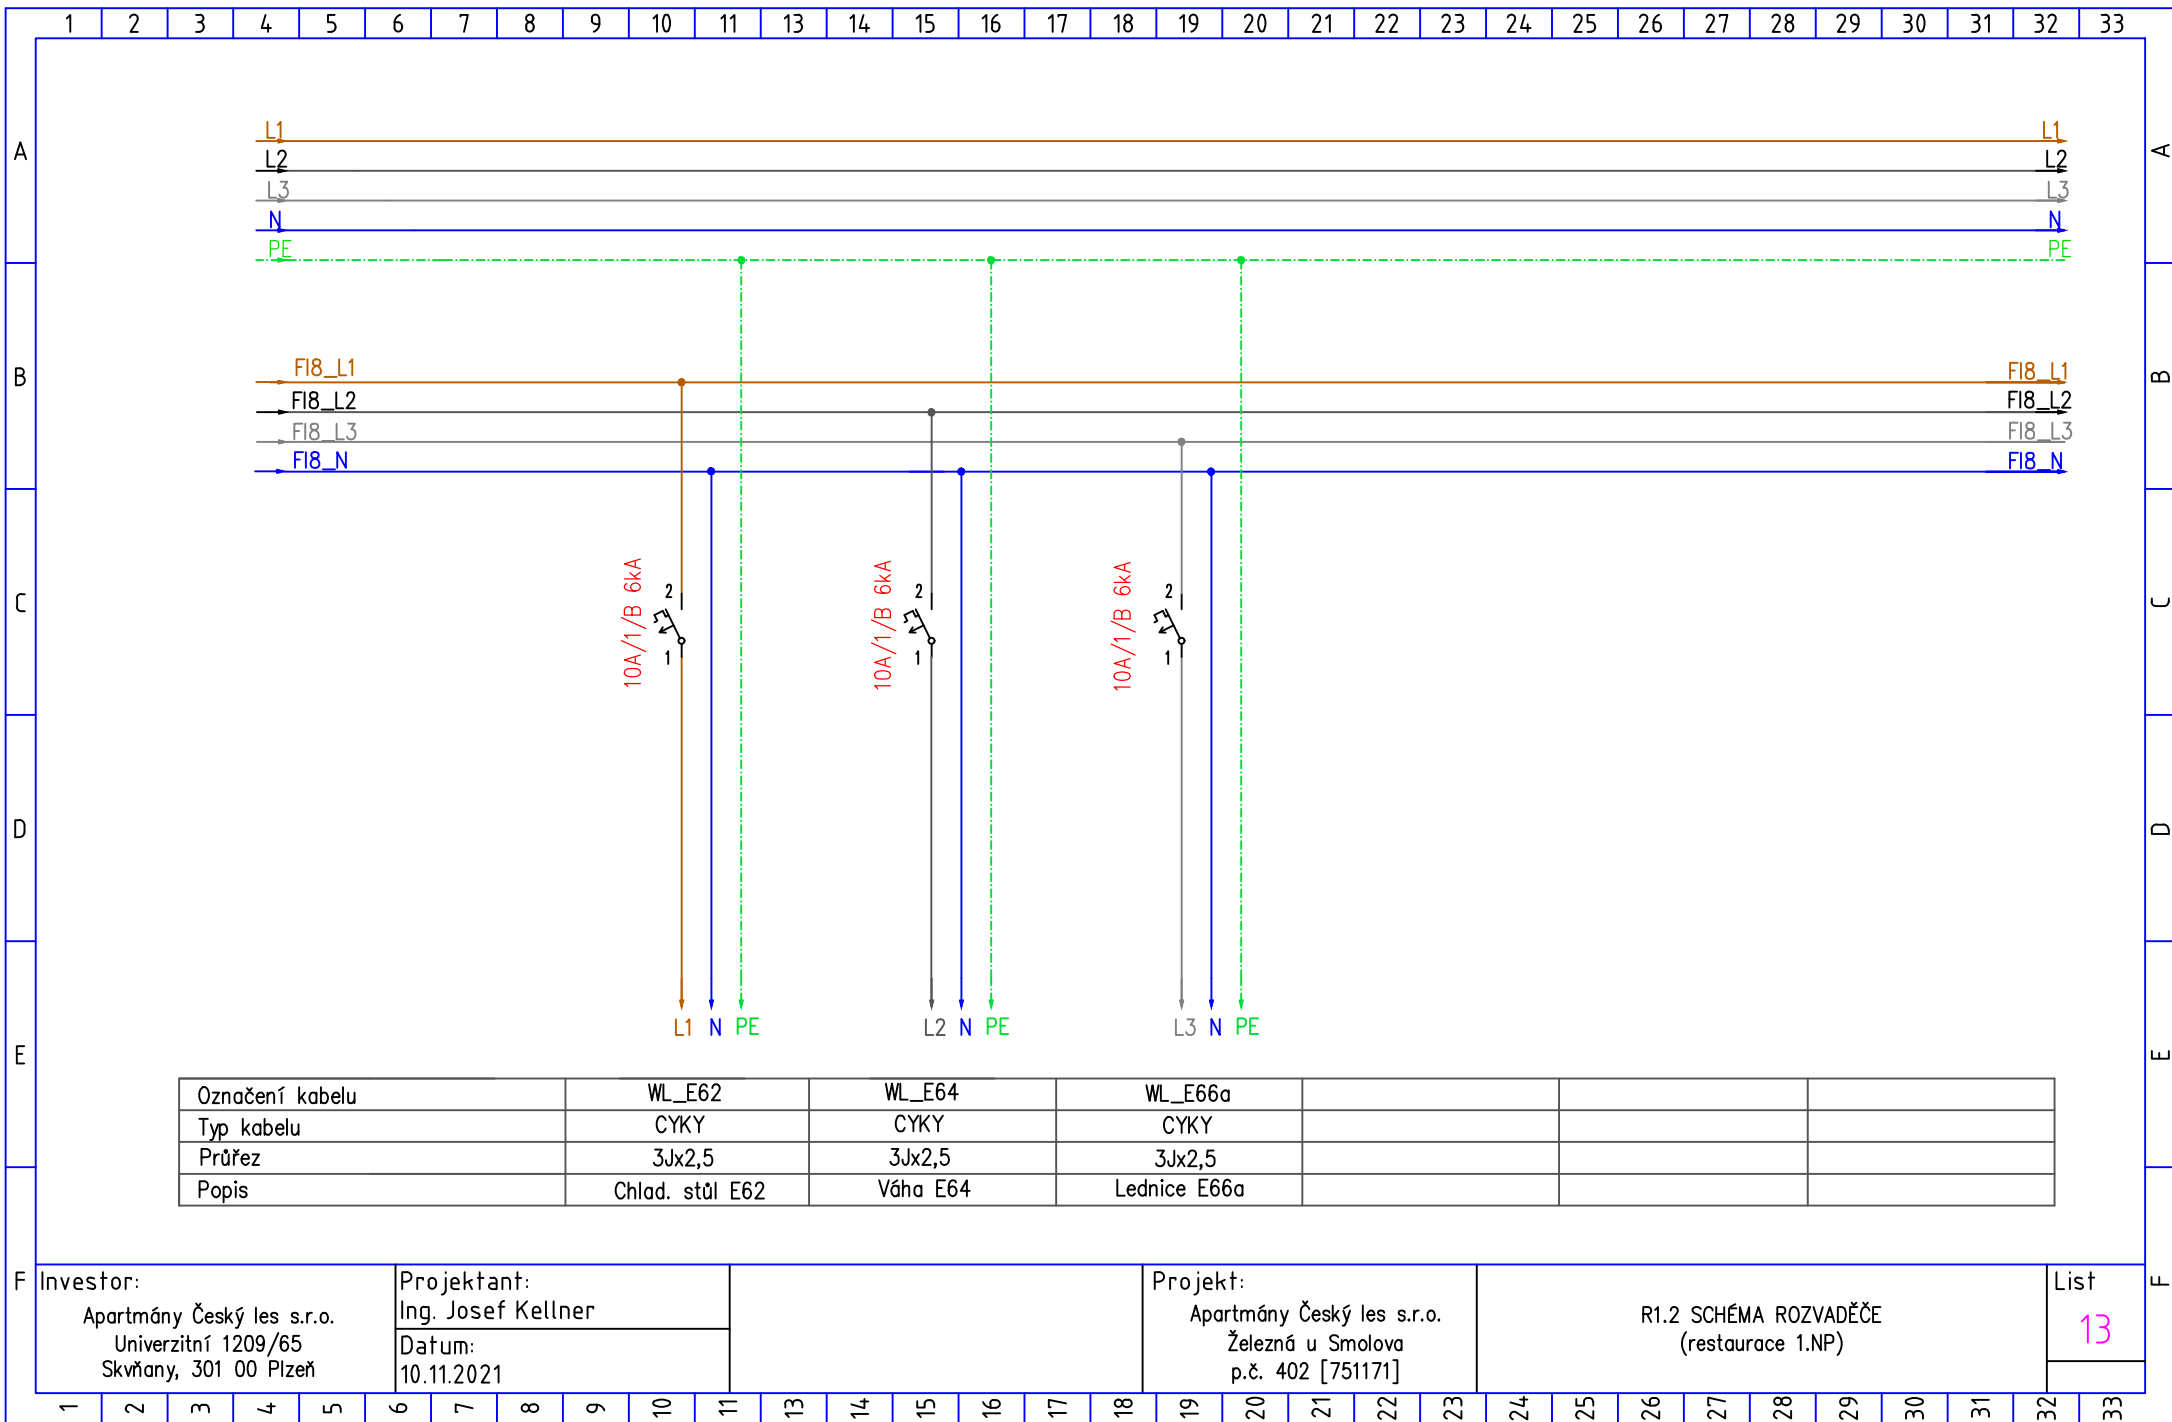 1 2 3 4 5 6 7 8 9 10 11 13 14 15 16 17 18 19 20 21 22 23 24 25 26 27 28 29 30 31 32 33
A A
L1 L1
L2 L2
L3 L3
N N
PE PE
B B
FI8_L1 FI8_L1
FI8_L2 FI8_L2
FI8_L3 FI8_L3
FI8_N FI8_N
C C
10A/1/B 6kA 2 1
10A/1/B 6kA 2 1
10A/1/B 6kA 2 1
D D
L1 N PE L2 N PE L3 N PE
E E
Označení kabelu WL_E62 WL_E64 WL_E66a
Typ kabelu CYKY CYKY CYKY
Průřez 3Jx2,5 3Jx2,5 3Jx2,5
Popis Chlad. stůl E62 Váha E64 Lednice E66a
F F
Investor:
Apartmány Český les s.r.o.
Univerzitní 1209/65
Skvňany, 301 00 Plzeň
Projektant:
Ing. Josef Kellner
Datum:
10.11.2021
Projekt:
Apartmány Český les s.r.o.
Železná u Smolova
p.č. 402 [751171]
R1.2 SCHÉMA ROZVADĚČE
(restaurace 1.NP)
List
13
1 2 3 4 5 6 7 8 9 10 11 13 14 15 16 17 18 19 20 21 22 23 24 25 26 27 28 29 30 31 32 33